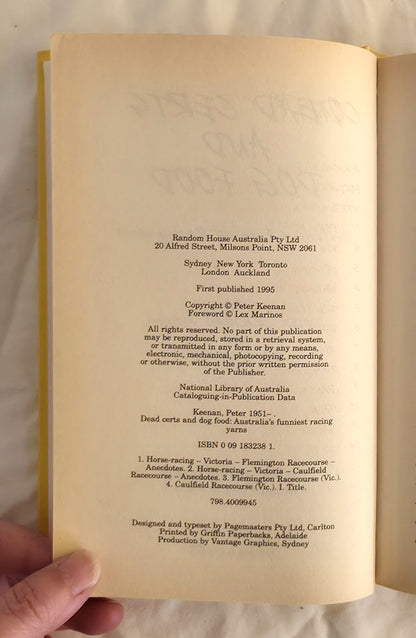 Random House Australia Pty Ltd
20 Alfred Street, Milsons Point, NSW 2061
Sydney New York Toronto
London Auckland
First published 1995
Copyright © Peter Keenan
Foreword © Lex Marinos
All rights reserved. No part of this publication
may be reproduced, stored in a retrieval system,
or transmitted in any form or by any means,
electronic, mechanical, photocopying, recording
or otherwise, without the prior written permission
of the Publisher.
National Library of Australia
Cataloguing-in-Publication Data
Keenan, Peter 1951– .
Dead certs and dog food: Australia's funniest racing
yarns
ISBN 0 09 183238 1.
1. Horse-racing – Victoria – Flemington Racecourse –
Anecdotes. 2. Horse-racing – Victoria – Caulfield
Racecourse – Anecdotes. 3. Flemington Racecourse (Vic.).
4. Caulfield Racecourse (Vic.). I. Title.
798.4009945
Designed and typeset by Pagemasters Pty Ltd, Carlton
Printed by Griffin Paperbacks, Adelaide
Production by Vantage Graphics, Sydney